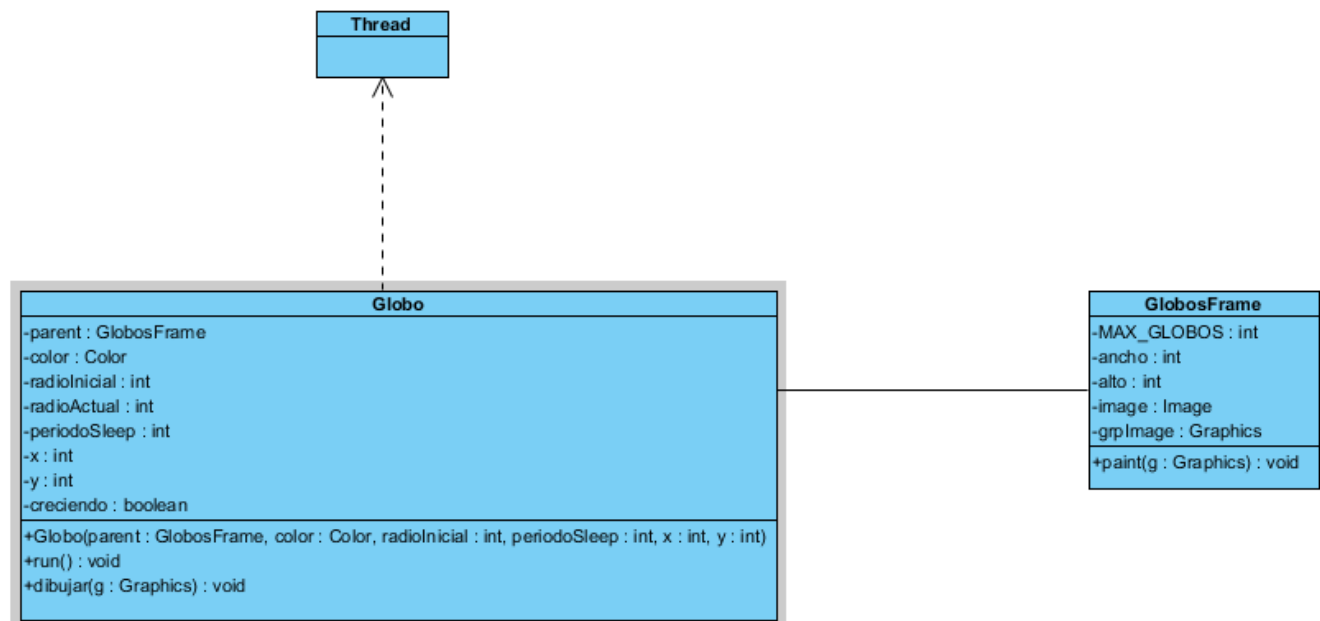 Thread
Globo
-parent : GlobosFrame
-color : Color
-radioInicial : int
-radioActual : int
-periodoSleep : int
-x : int
-y : int
-creciendo : boolean
+Globo(parent : GlobosFrame, color : Color, radioInicial : int, periodoSleep : int, x : int, y : int)
+run() : void
+dibujar(g : Graphics) : void
GlobosFrame
-MAX_GLOBOS : int
-ancho : int
-alto : int
-image : Image
-grpImage : Graphics
+paint(g : Graphics) : void